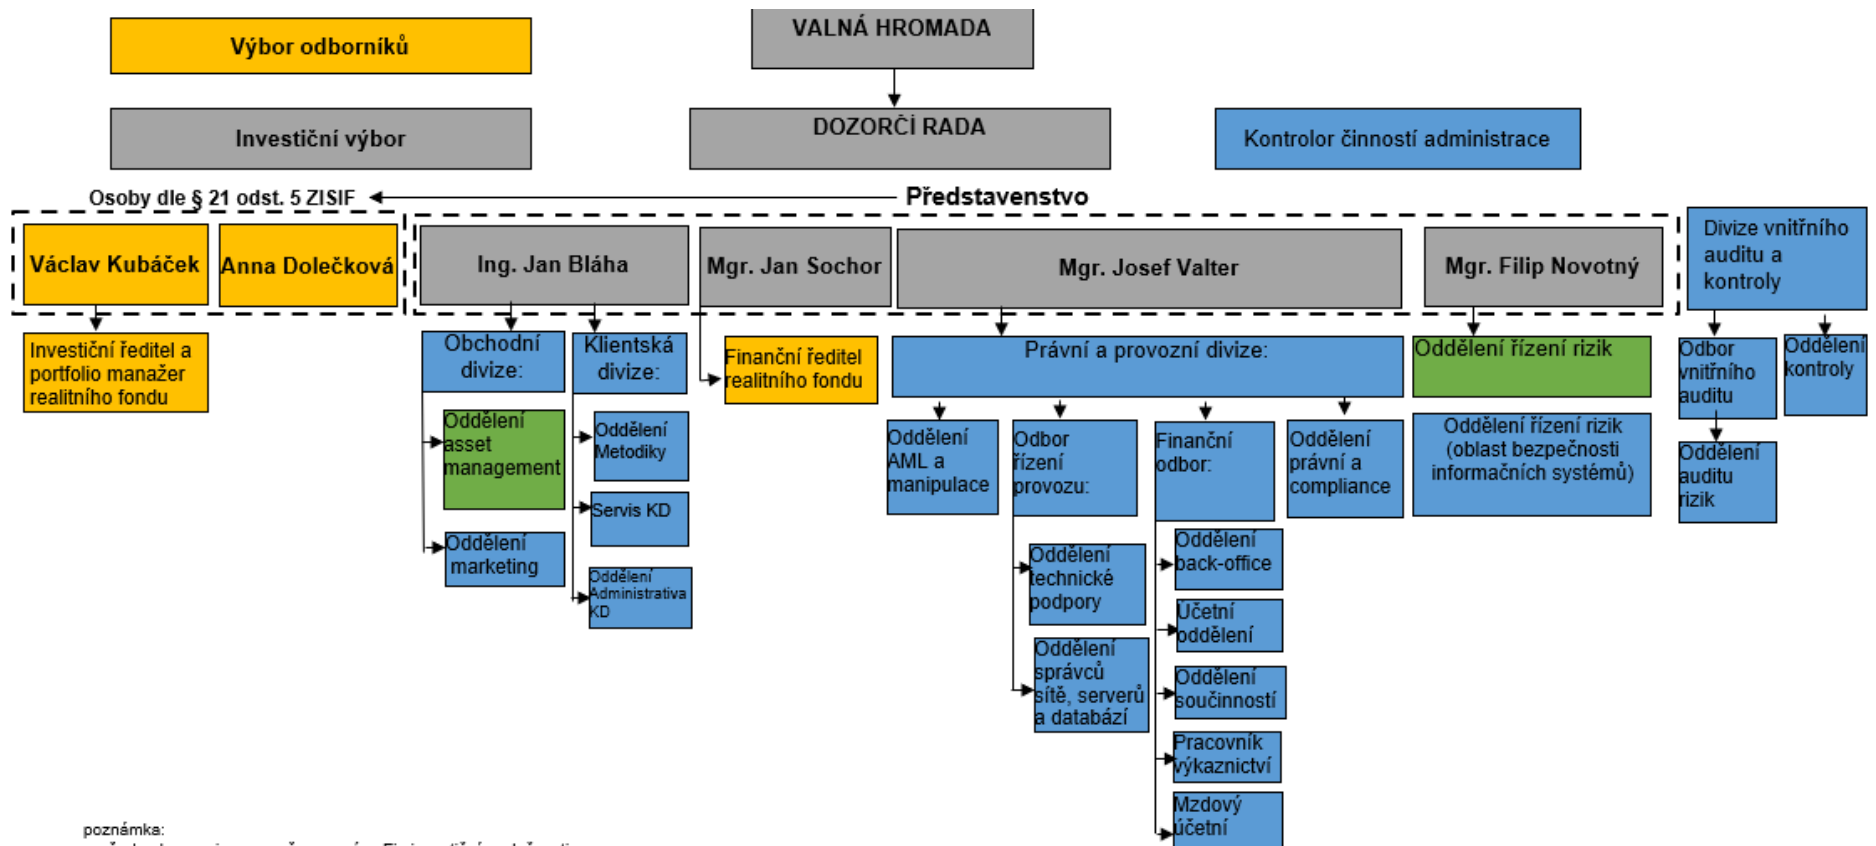 VALNÁ HROMADA
Výbor odborníků
DOZORČÍ RADA
Investiční výbor
Kontrolor činností administrace
Osoby dle § 21 odst. 5 ZISIF
Představenstvo
Václav Kubáček
Anna Dolečková
Ing. Jan Bláha
Mgr. Jan Sochor
Mgr. Josef Valter
Mgr. Filip Novotný
Divize vnitřního
auditu a
kontroly
Investiční ředitel a
portfolio manažer
realitního fondu
Obchodní
divize:
Klientská
divize:
Finanční ředitel
realitního fondu
Právní a provozní divize:
Oddělení řízení rizik
Odbor
vnitřního
auditu
Oddělení
kontroly
Oddělení
asset
management
Oddělení
Metodiky
Oddělení
AML a
manipulace
Odbor
řízení
provozu:
Finanční
odbor:
Oddělení
právní a
compliance
Oddělení řízení rizik
(oblast bezpečnosti
informačních systémů)
Oddělení
auditu
rizik
Servis KD
Oddělení
marketing
Oddělení
Administrativa
KD
Oddělení
technické
podpory
Oddělení
back-office
Účetní
oddělení
Oddělení
správců
sítě, serverů
a databází
Oddělení
součinností
Pracovník
výkaznictví
Mzdový
účetní
poznámka: